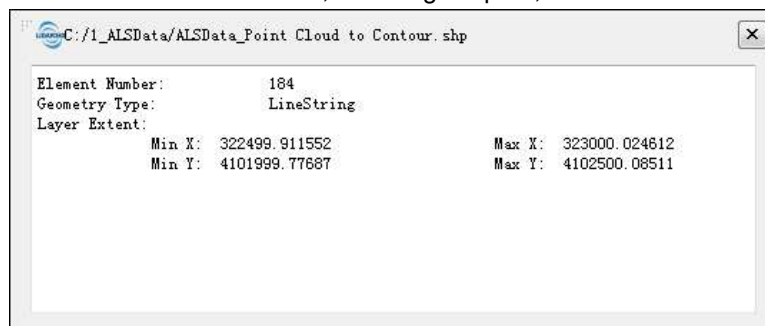 C:/1_ALSData/ALSData_Point Cloud to Contour.shp
Element Number: 184
Geometry Type: LineString
Layer Extent:
Min X: 322499.911552 Max X: 323000.024612
Min Y: 4101999.77687 Max Y: 4102500.08511